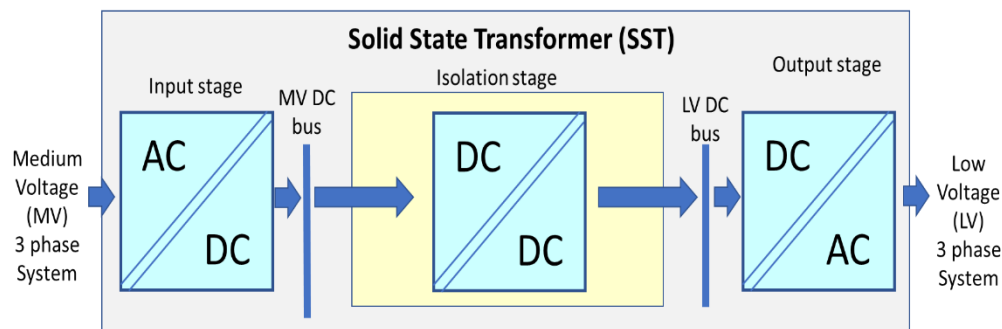 Solid State Transformer (SST)
Input stage
MV DC
bus
Isolation stage
LV DC
bus
Output stage
Medium
Voltage
(MV)
3 phase
System
AC
DC
DC
DC
DC
AC
Low
Voltage
(LV)
3 phase
System